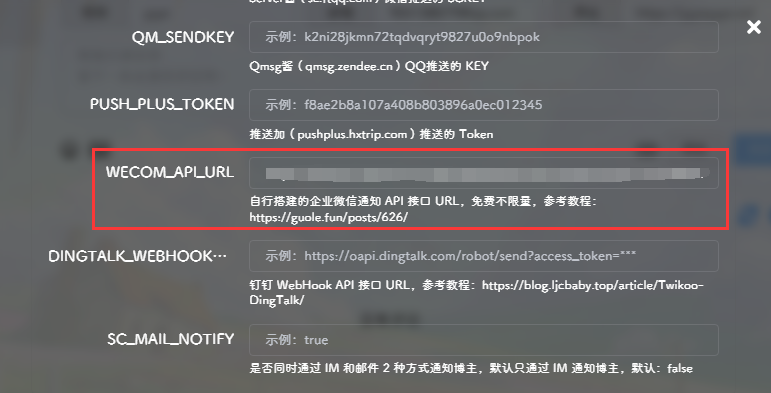 QM_SENDKEY
示例：k2ni28jkmn72tqdvqryt9827u0o9nbpok
Qmsg酱（qmsg.zendee.cn）QQ推送的 KEY
PUSH_PLUS_TOKEN
示例：f8ae2b8a107a408b803896a0ec012345
推送加（pushplus.hxtrip.com）推送的 Token
WECOM_API_URL
自行搭建的企业微信通知 API 接口 URL，免费不限量，参考教程：
https://guole.fun/posts/626/
DINGTALK_WEBHOOK···
示例：https://oapi.dingtalk.com/robot/send?access_token=***
钉钉 WebHook API 接口 URL，参考教程：https://blog.ljcbaby.top/article/Twikoo-
DingTalk/
SC_MAIL_NOTIFY
示例：true
是否同时通过 IM 和邮件 2 种方式通知博主，默认只通过 IM 通知博主，默认：false